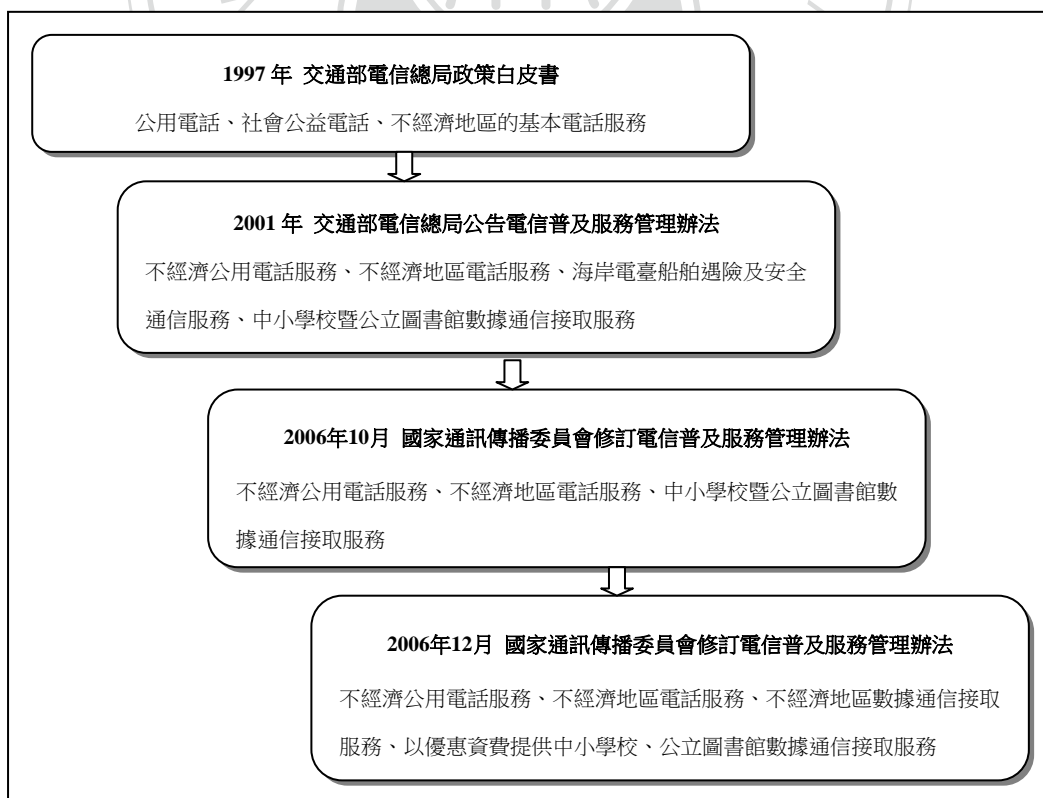 1997 年 交通部電信總局政策白皮書
公用電話、社會公益電話、不經濟地區的基本電話服務
2001 年 交通部電信總局公告電信普及服務管理辦法
不經濟公用電話服務、不經濟地區電話服務、海岸電臺船舶遇險及安全
通信服務、中小學校暨公立圖書館數據通信接取服務
2006年10月 國家通訊傳播委員會修訂電信普及服務管理辦法
不經濟公用電話服務、不經濟地區電話服務、中小學校暨公立圖書館數
據通信接取服務
2006年12月 國家通訊傳播委員會修訂電信普及服務管理辦法
不經濟公用電話服務、不經濟地區電話服務、不經濟地區數據通信接取
服務、以優惠資費提供中小學校、公立圖書館數據通信接取服務